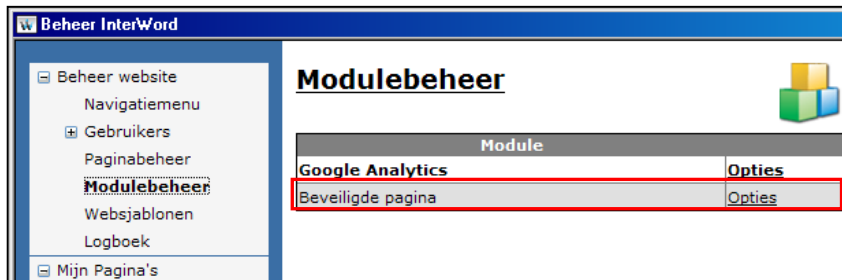 Beheer InterWord
Beheer website
Navigatiemenu
Gebruikers
Paginabeheer
Modulebeheer
Websjablonen
Logboek
Mijn Pagina's
Modulebeheer
Module
Google Analytics Opties
Beveiligde pagina Opties